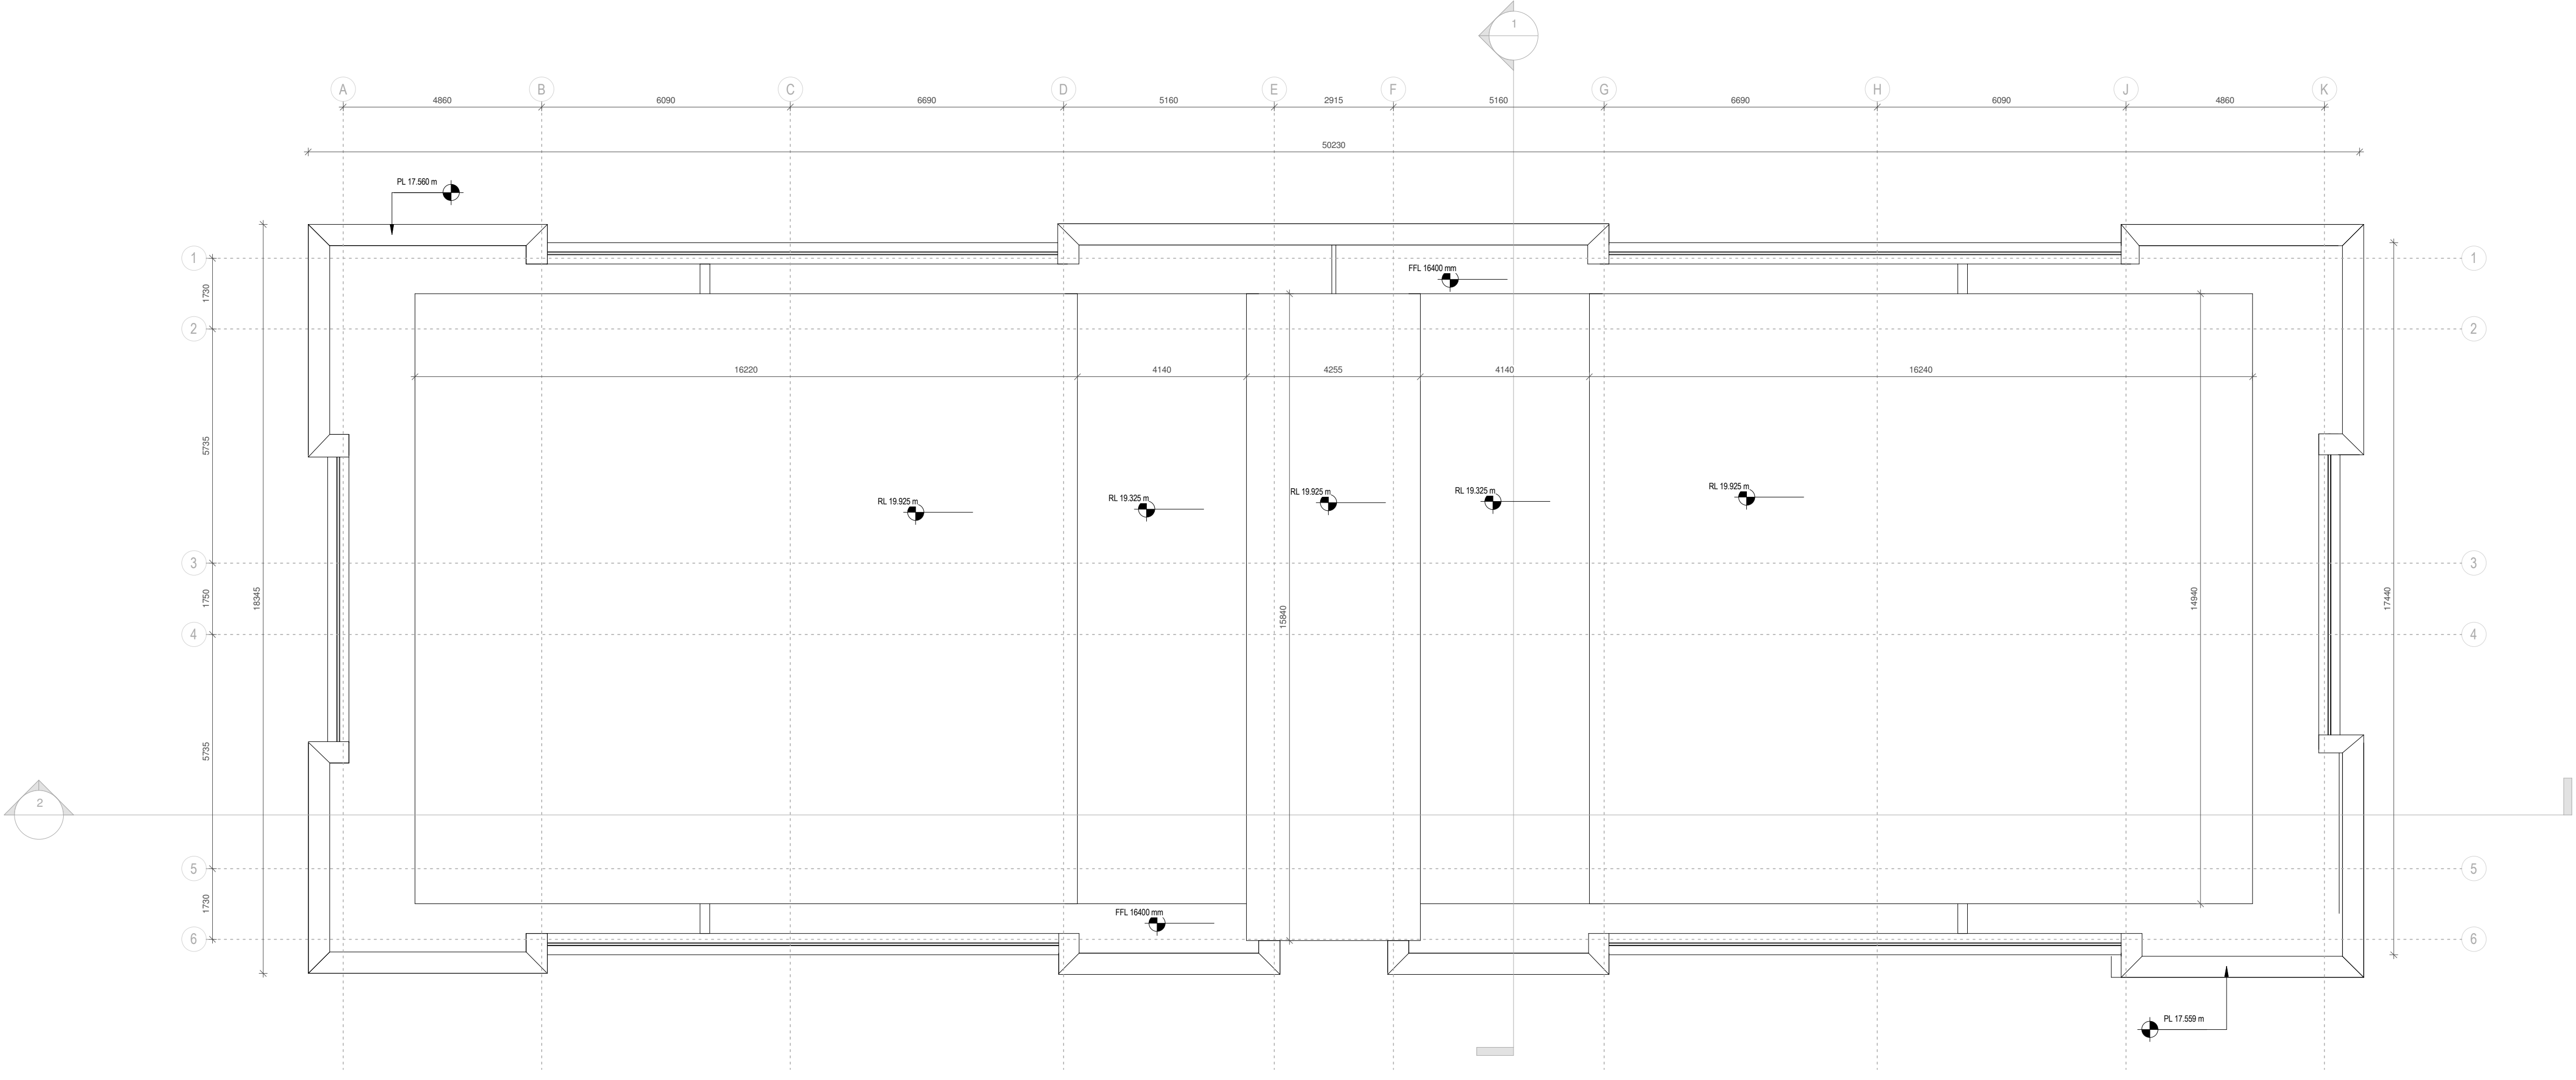 1
A B C D E F G H J K
4860 6090 6690 5160 2915 5160 6690 6090 4860
50230
PL 17.560 m
1 1
FFL 16400 mm
1730
2 2
16220 4140 4255 4140 16240
5735
RL 19.925 m RL 19.325 m RL 19.925 m RL 19.325 m RL 19.925 m
3 3
1750 18345 15840 14940 17440
4 4
5735
2
5 5
1730
FFL 16400 mm
6 6
PL 17.559 m